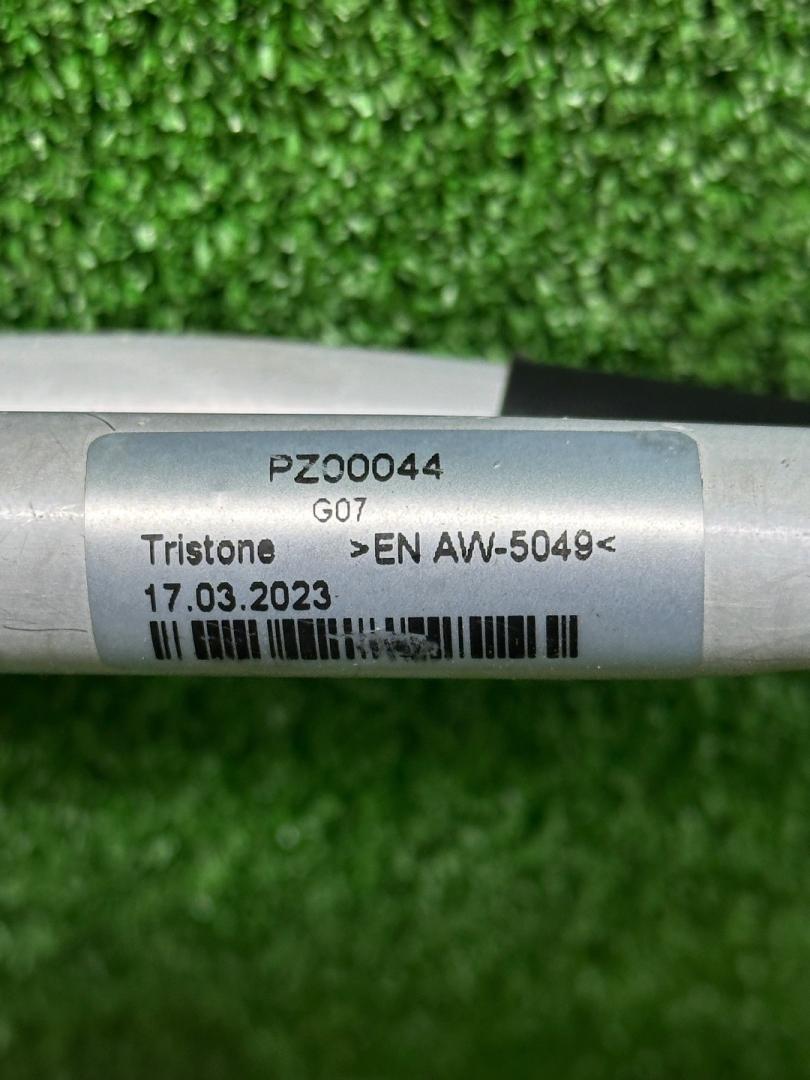 PZ00044
G07
Tristone >EN AW-5049<
17.03.2023